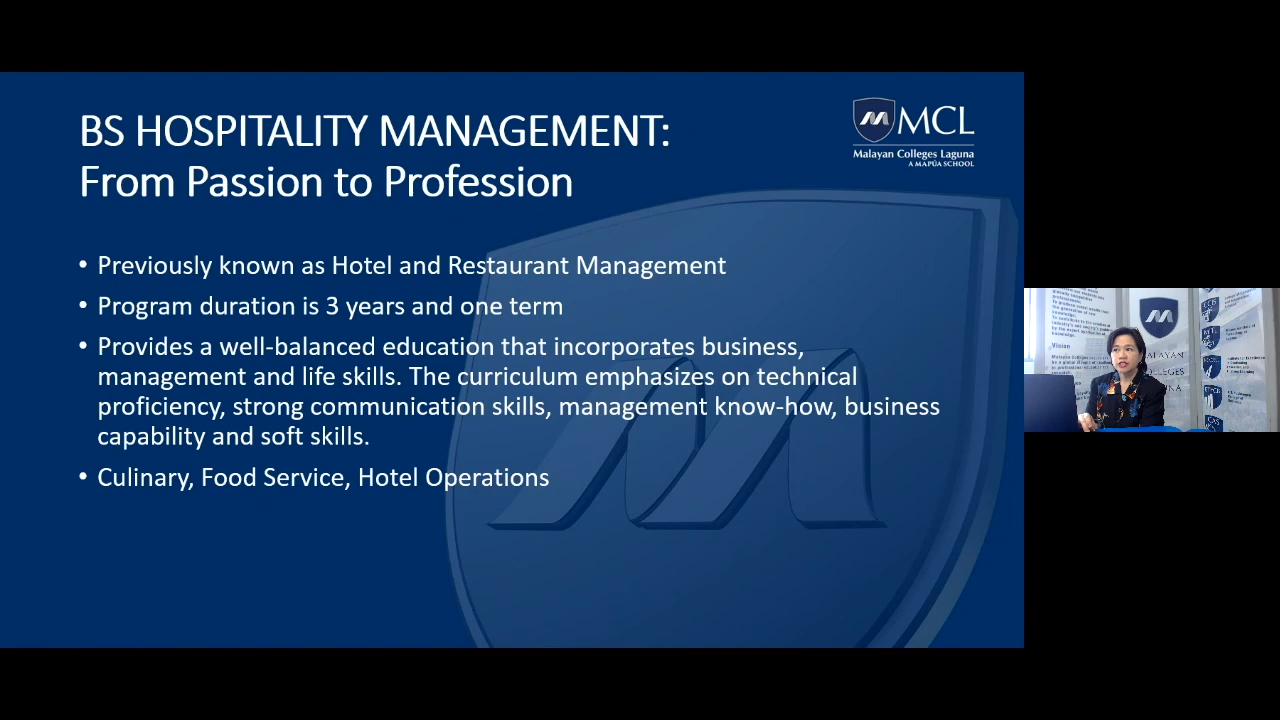 BS HOSPITALITY MANAGEMENT:
From Passion to Profession
MCL
Malayan Colleges Laguna
A MAPÚA SCHOOL
• Previously known as Hotel and Restaurant Management
• Program duration is 3 years and one term
• Provides a well-balanced education that incorporates business,
management and life skills. The curriculum emphasizes on technical
proficiency, strong communication skills, management know-how, business
capability and soft skills.
• Culinary, Food Service, Hotel Operations
Vision